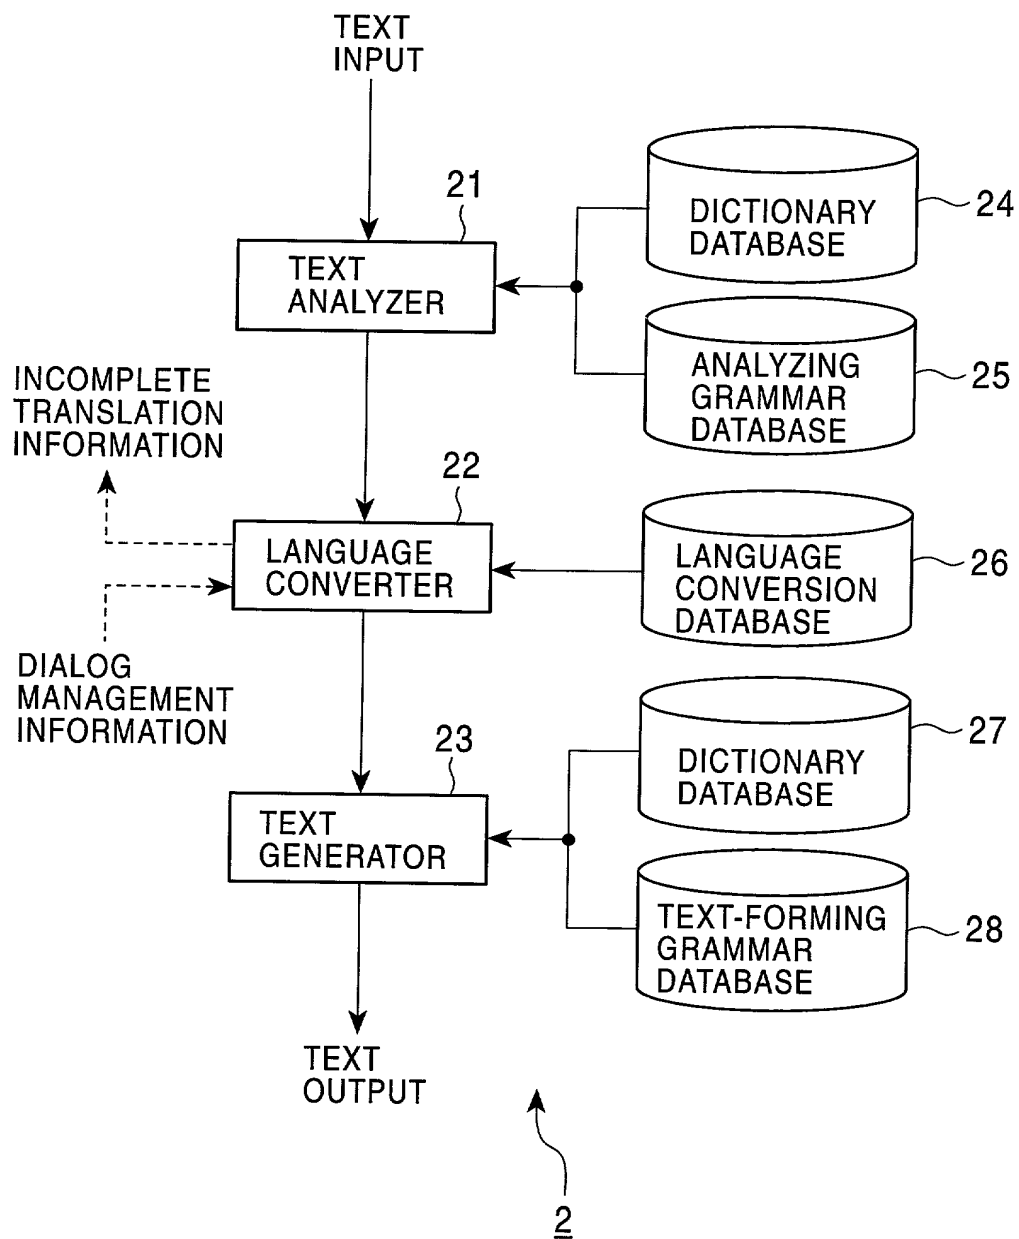 TEXT
INPUT
21
TEXT
ANALYZER
DICTIONARY
DATABASE
24
ANALYZING
GRAMMAR
DATABASE
25
INCOMPLETE
TRANSLATION
INFORMATION
22
LANGUAGE
CONVERTER
LANGUAGE
CONVERSION
DATABASE
26
DIALOG
MANAGEMENT
INFORMATION
23
TEXT
GENERATOR
DICTIONARY
DATABASE
27
TEXT-FORMING
GRAMMAR
DATABASE
28
TEXT
OUTPUT
2